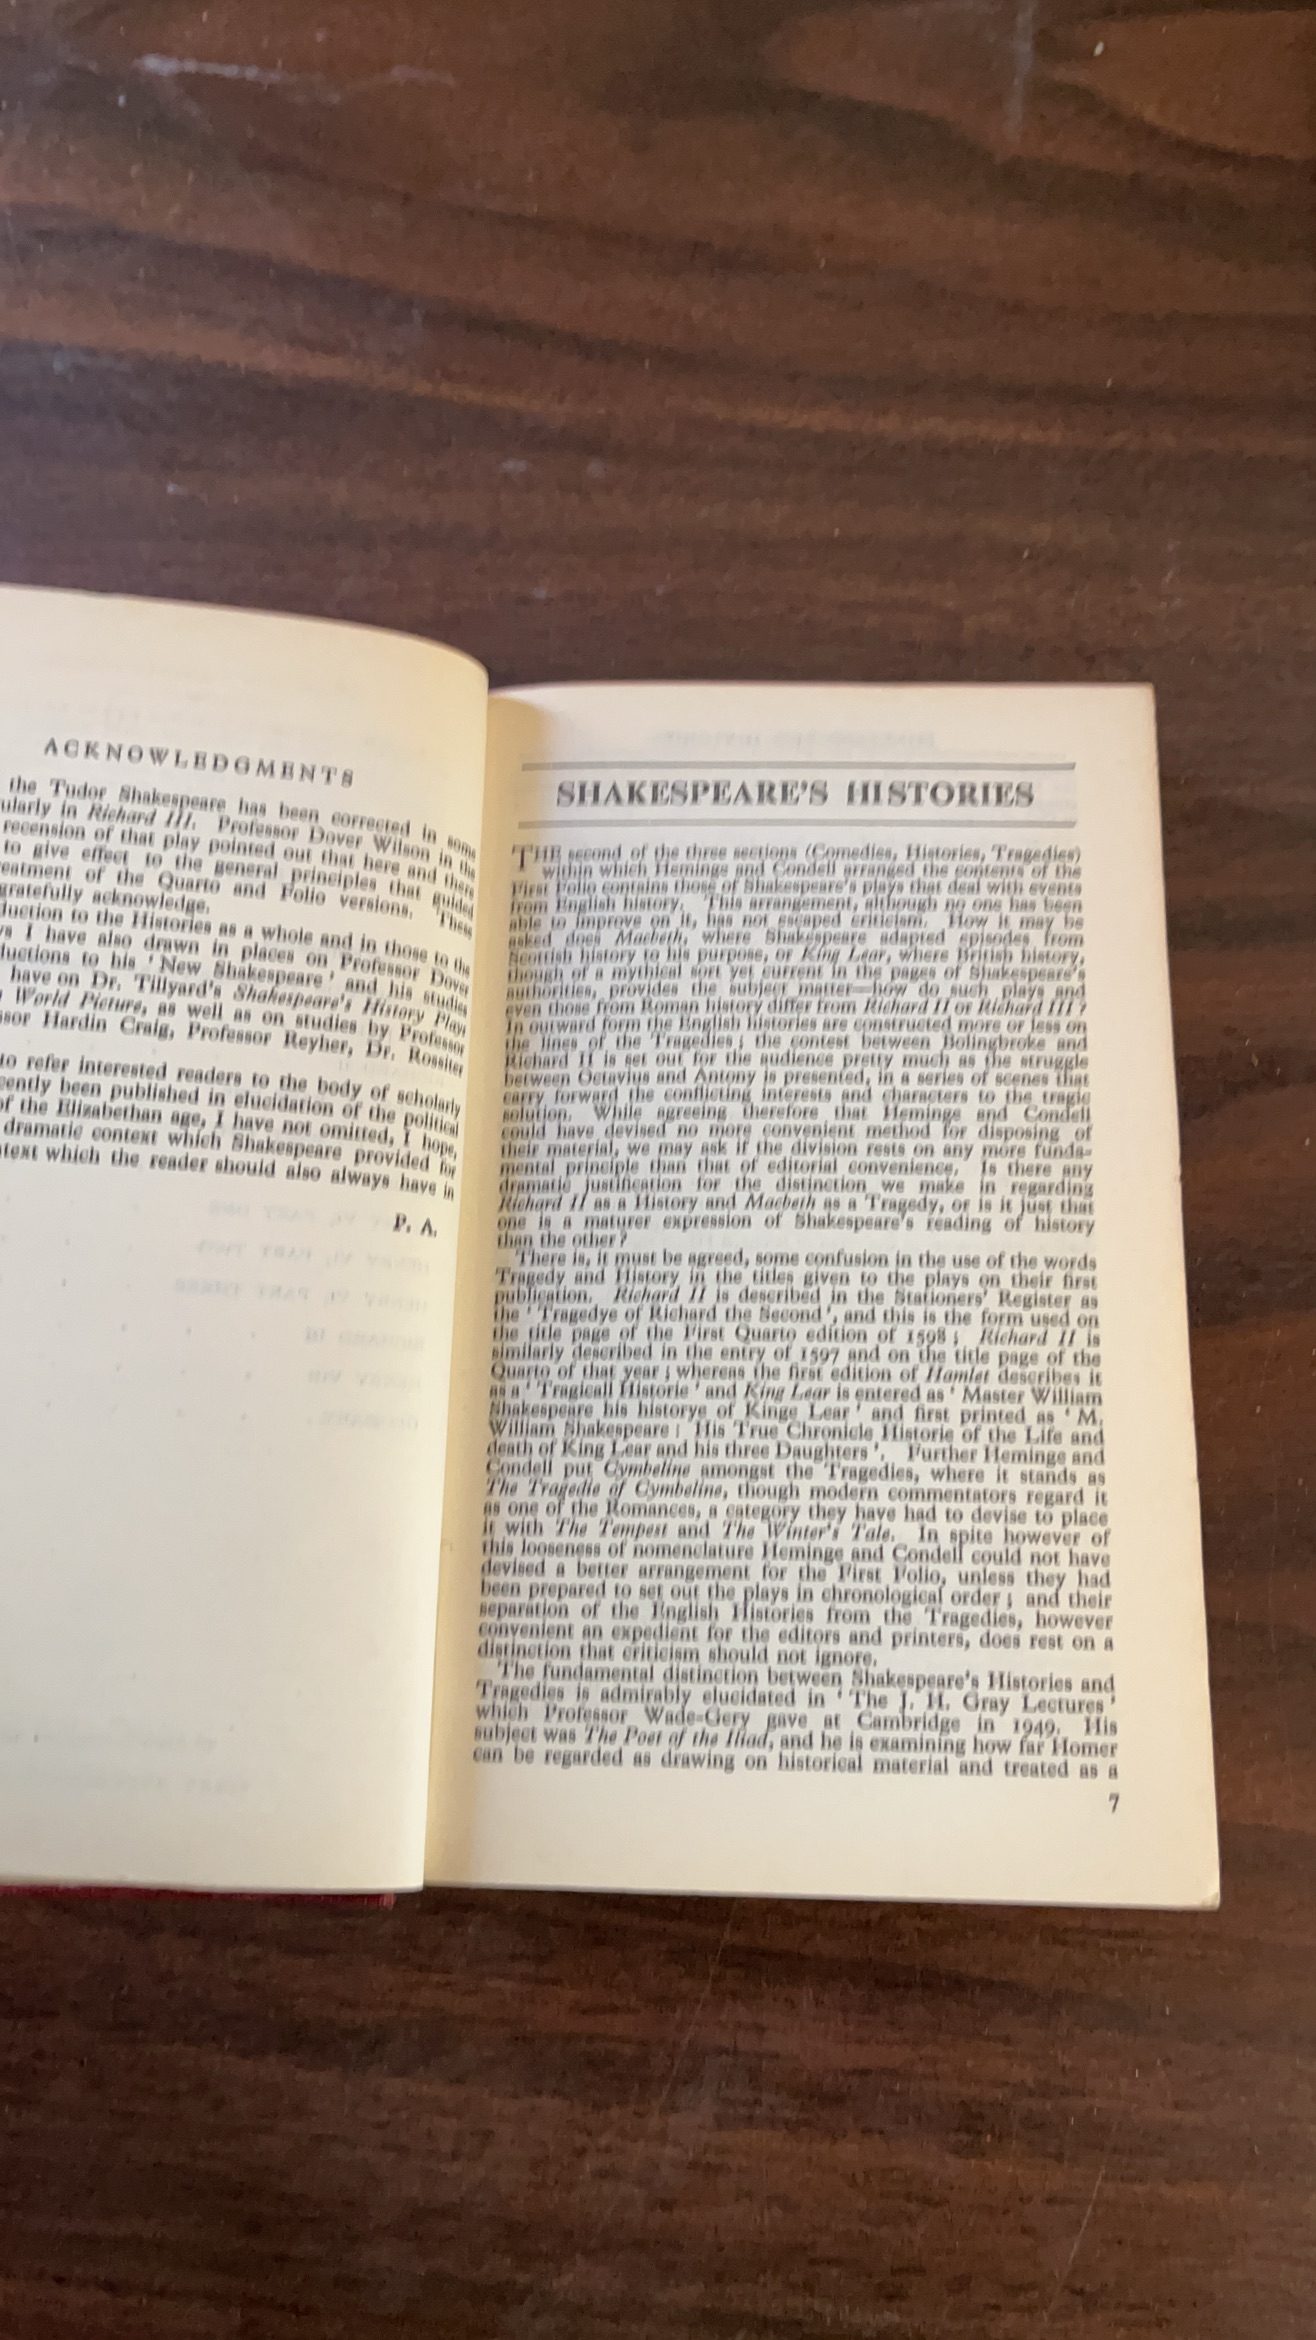 ACKNOWLEDGMENTS
the Tudor Shakespeare has been corrected in some
ularly in Richard III. Professor Dover Wilson in the
recension of that play pointed out that here and there
to give effect to the general principles that guided
eatment of the Quarto and Folio versions. These
gratefully acknowledge.
duction to the Histories as a whole and in those to the
s I have also drawn in places on Professor Dover
ductions to his ' New Shakespeare ' and his studies
have on Dr. Tillyard's Shakespeare's History Plays
World Picture, as well as on studies by Professor
ssor Hardin Craig, Professor Reyher, Dr. Rossiter
to refer interested readers to the body of scholarly
cently been published in elucidation of the political
of the Elizabethan age, I have not omitted, I hope,
dramatic context which Shakespeare provided for
ntext which the reader should also always have in
P. A.
SHAKESPEARE'S HISTORIES
THE second of the three sections (Comedies, Histories, Tragedies)
within which Heminge and Condell arranged the contents of the
First Folio contains those of Shakespeare's plays that deal with events
from English history. This arrangement, although no one has been
able to improve on it, has not escaped criticism. How it may be
asked does Macbeth, where Shakespeare adapted episodes from
Scottish history to his purpose, or King Lear, where British history,
though of a mythical sort yet current in the pages of Shakespeare's
authorities, provides the subject matter—how do such plays and
even those from Roman history differ from Richard II or Richard III ?
In outward form the English histories are constructed more or less on
the lines of the Tragedies ; the contest between Bolingbroke and
Richard II is set out for the audience pretty much as the struggle
between Octavius and Antony is presented, in a series of scenes that
carry forward the conflicting interests and characters to the tragic
solution. While agreeing therefore that Heminge and Condell
could have devised no more convenient method for disposing of
their material, we may ask if the division rests on any more funda-
mental principle than that of editorial convenience. Is there any
dramatic justification for the distinction we make in regarding
Richard II as a History and Macbeth as a Tragedy, or is it just that
one is a maturer expression of Shakespeare's reading of history
than the other ?
There is, it must be agreed, some confusion in the use of the words
Tragedy and History in the titles given to the plays on their first
publication. Richard II is described in the Stationers' Register as
the ' Tragedye of Richard the Second ', and this is the form used on
the title page of the First Quarto edition of 1598 ; Richard II is
similarly described in the entry of 1597 and on the title page of the
Quarto of that year ; whereas the first edition of Hamlet describes it
as a ' Tragicall Historie ' and King Lear is entered as ' Master William
Shakespeare his historye of Kinge Lear ' and first printed as ' M.
William Shakespeare : His True Chronicle Historie of the Life and
death of King Lear and his three Daughters '. Further Heminge and
Condell put Cymbeline amongst the Tragedies, where it stands as
The Tragedie of Cymbeline, though modern commentators regard it
as one of the Romances, a category they have had to devise to place
it with The Tempest and The Winter's Tale. In spite however of
this looseness of nomenclature Heminge and Condell could not have
devised a better arrangement for the First Folio, unless they had
been prepared to set out the plays in chronological order ; and their
separation of the English Histories from the Tragedies, however
convenient an expedient for the editors and printers, does rest on a
distinction that criticism should not ignore.
The fundamental distinction between Shakespeare's Histories and
Tragedies is admirably elucidated in ' The J. H. Gray Lectures '
which Professor Wade-Gery gave at Cambridge in 1949. His
subject was The Poet of the Iliad, and he is examining how far Homer
can be regarded as drawing on historical material and treated as a
7